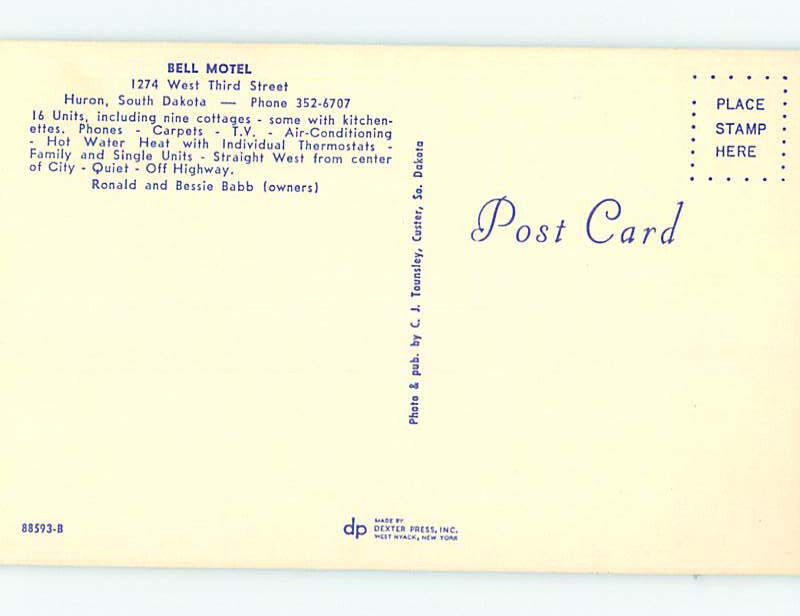 BELL MOTEL
1274 West Third Street
Huron, South Dakota — Phone 352-6707
16 Units, including nine cottages - some with kitchen-
ettes. Phones - Carpets - T.V. - Air-Conditioning
- Hot Water Heat with Individual Thermostats -
Family and Single Units - Straight West from center
of City - Quiet - Off Highway.
Ronald and Bessie Babb (owners)
Photo & pub. by C. J. Townsley, Custer, So. Dakota
PLACE
STAMP
HERE
Post Card
88593-B
dp
MADE BY
DEXTER PRESS, INC.
WEST NYACK, NEW YORK